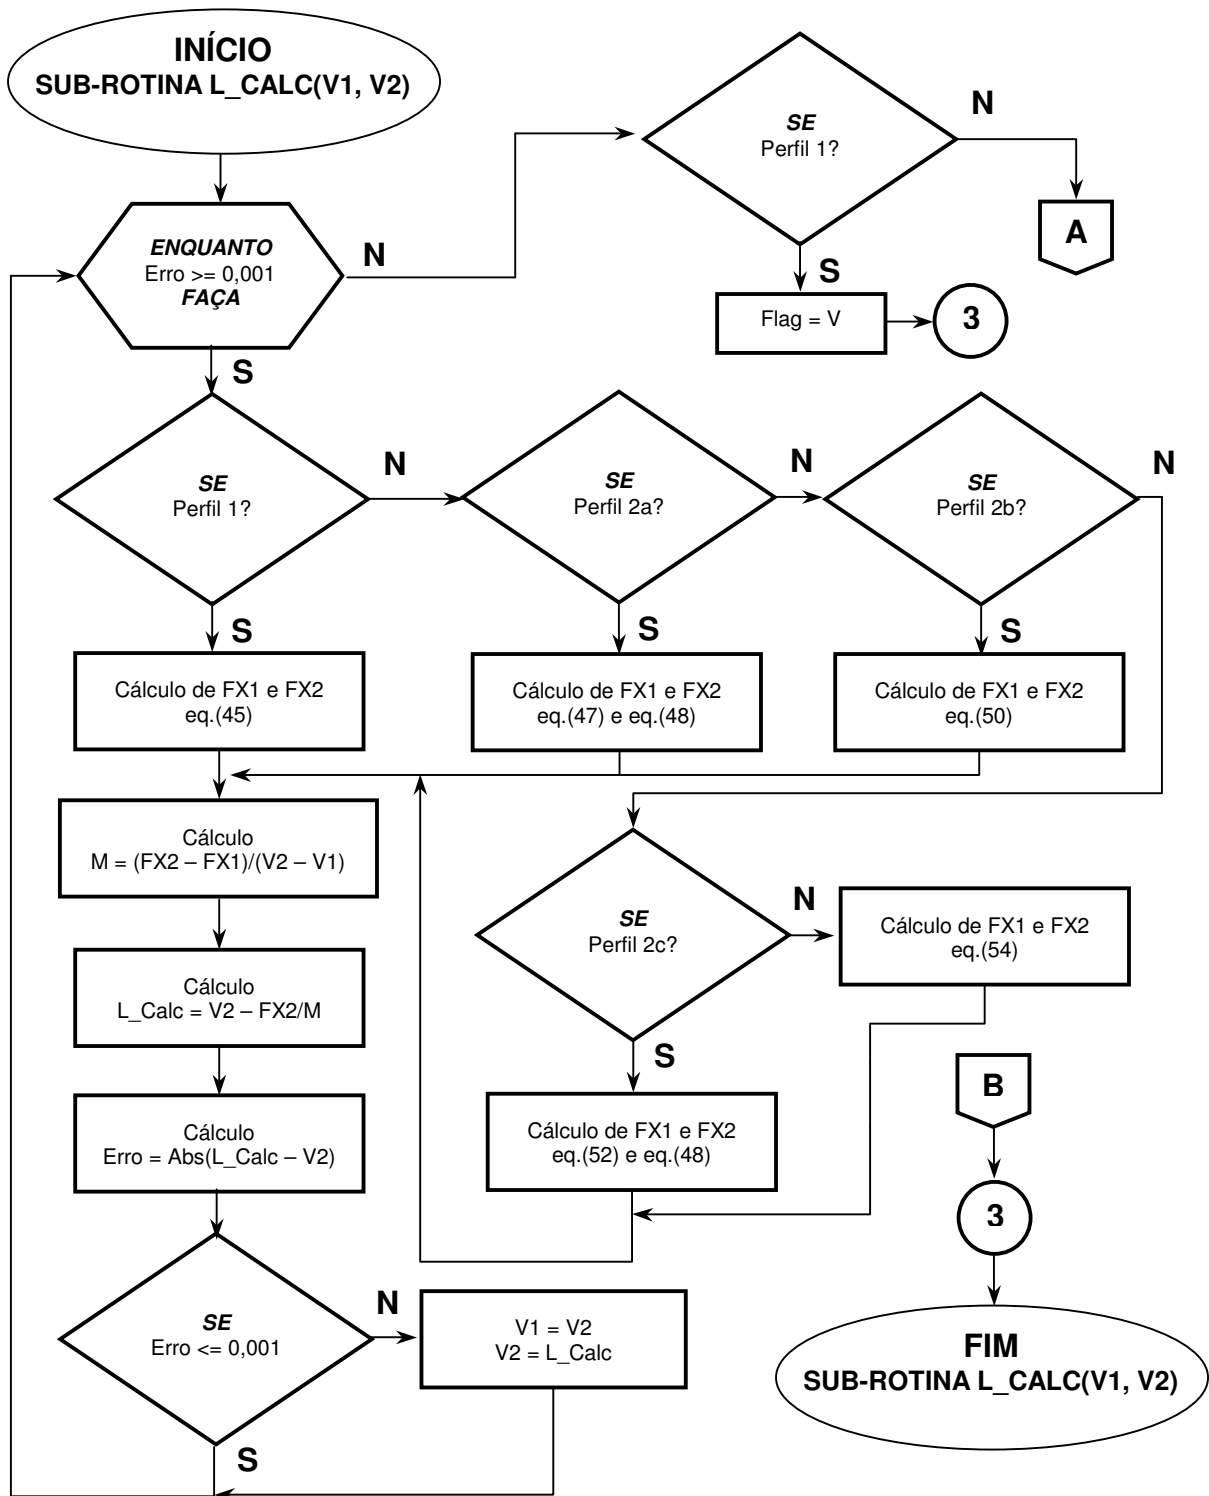 INÍCIO
SUB-ROTINA L_CALC(V1, V2)
SE
Perfil 1?
N
A
S
Flag = V
3
ENQUANTO
Erro >= 0,001
FAÇA
N
S
SE
Perfil 1?
N
SE
Perfil 2a?
N
SE
Perfil 2b?
N
S
S
S
Cálculo de FX1 e FX2
eq.(45)
Cálculo de FX1 e FX2
eq.(47) e eq.(48)
Cálculo de FX1 e FX2
eq.(50)
Cálculo
M = (FX2 – FX1)/(V2 – V1)
SE
Perfil 2c?
N
Cálculo de FX1 e FX2
eq.(54)
Cálculo
L_Calc = V2 – FX2/M
S
B
Cálculo
Erro = Abs(L_Calc – V2)
Cálculo de FX1 e FX2
eq.(52) e eq.(48)
3
SE
Erro <= 0,001
N
V1 = V2
V2 = L_Calc
S
FIM
SUB-ROTINA L_CALC(V1, V2)